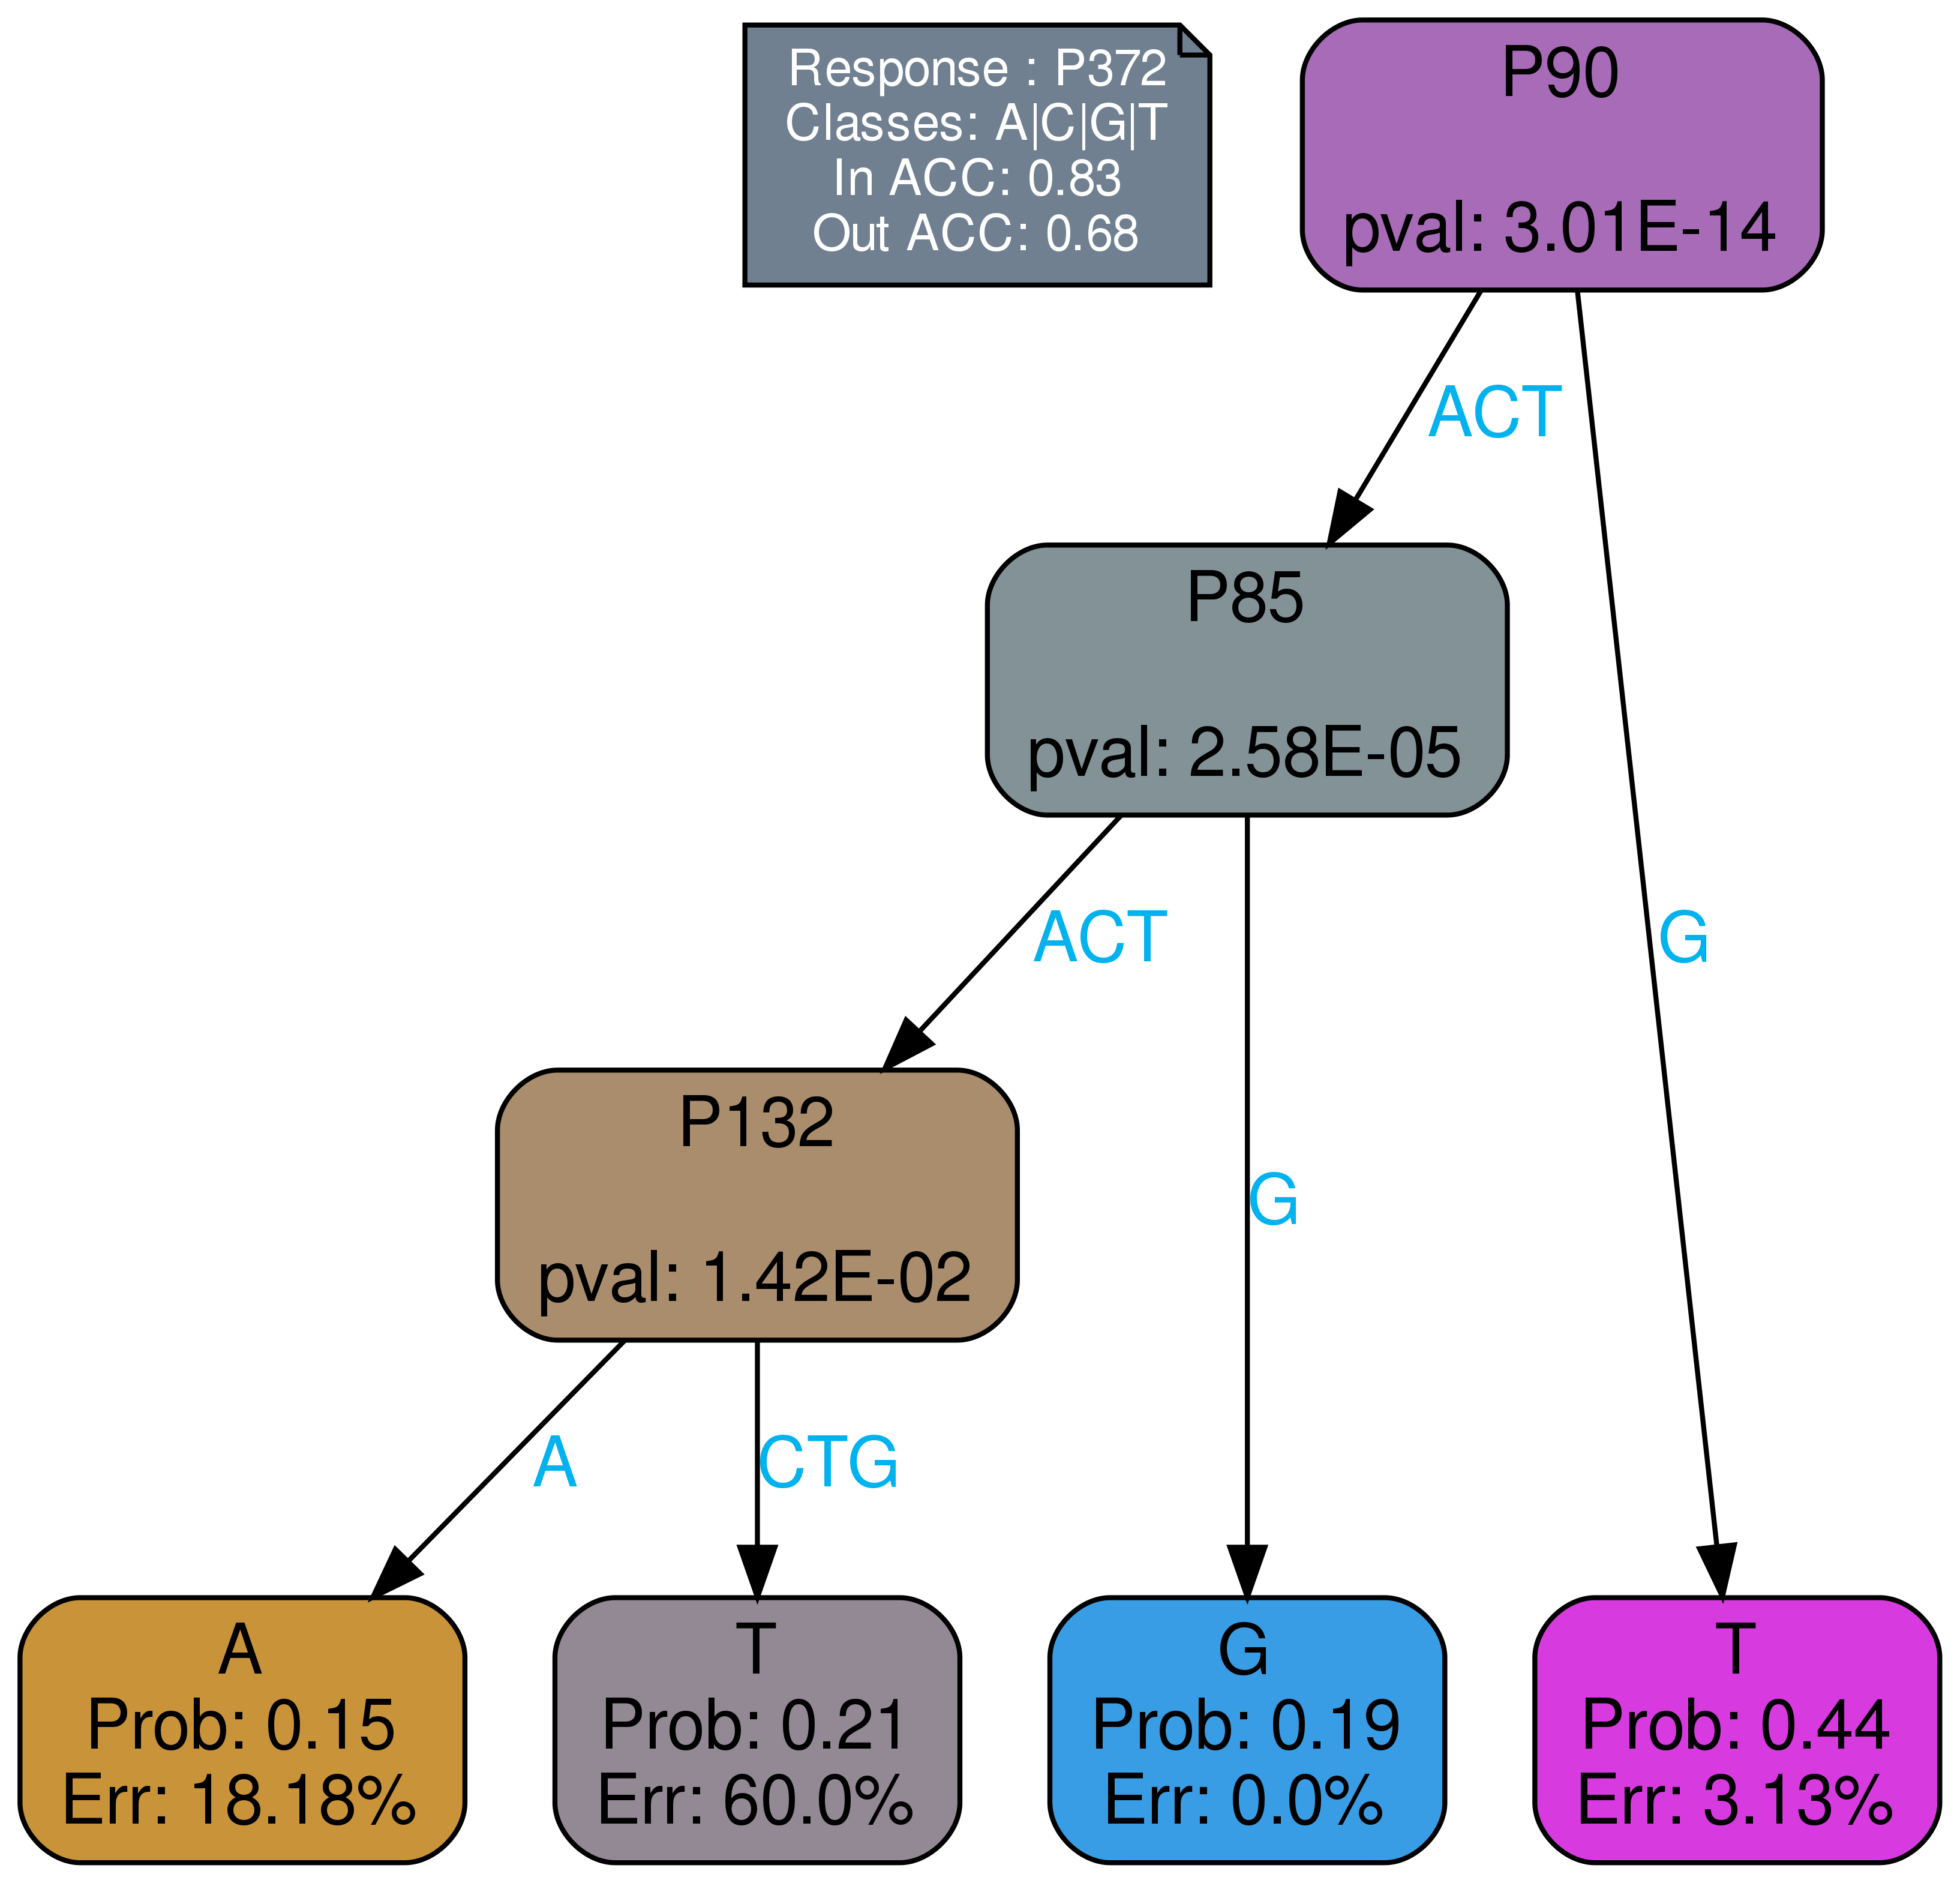 Response : P372
Classes: A|C|G|T
In ACC: 0.83
Out ACC: 0.68
P90
pval: 3.01E-14
ACT
G
P85
pval: 2.58E-05
ACT
G
P132
pval: 1.42E-02
A
CTG
A
Prob: 0.15
Err: 18.18%
T
Prob: 0.21
Err: 60.0%
G
Prob: 0.19
Err: 0.0%
T
Prob: 0.44
Err: 3.13%